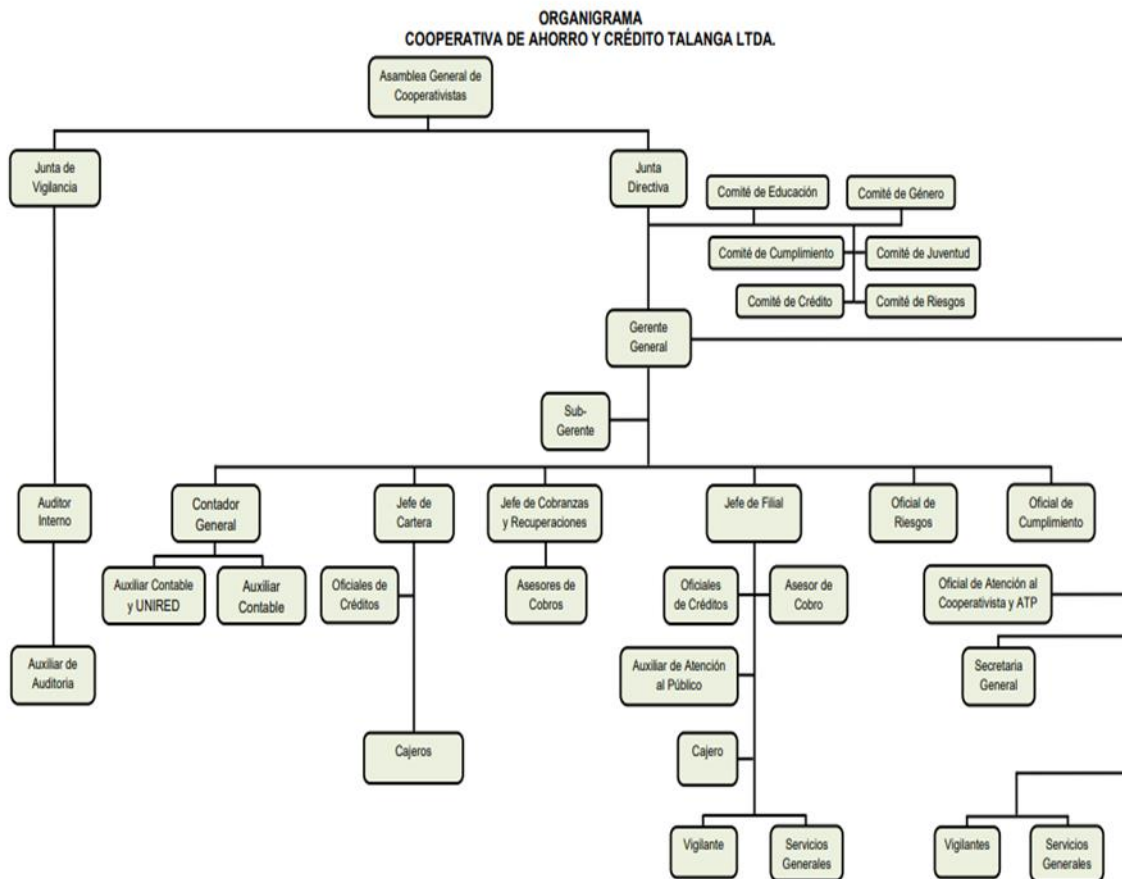 ORGANIGRAMA
COOPERATIVA DE AHORRO Y CRÉDITO TALANGA LTDA.
Asamblea General de
Cooperativistas
Junta de
Vigilancia
Junta
Directiva
Comité de Educación
Comité de Género
Comité de Cumplimiento
Comité de Juventud
Comité de Crédito
Comité de Riesgos
Gerente
General
Sub-
Gerente
Auditor
Interno
Contador
General
Jefe de
Cartera
Jefe de Cobranzas
y Recuperaciones
Jefe de Filial
Oficial de
Riesgos
Oficial de
Cumplimiento
Auxiliar Contable
y UNIRED
Auxiliar
Contable
Oficiales de
Créditos
Asesores de
Cobros
Oficiales
de Créditos
Asesor de
Cobro
Oficial de Atención al
Cooperativista y ATP
Auxiliar de
Auditoria
Auxiliar de Atención
al Público
Secretaria
General
Cajeros
Cajero
Vigilante
Servicios
Generales
Vigilantes
Servicios
Generales